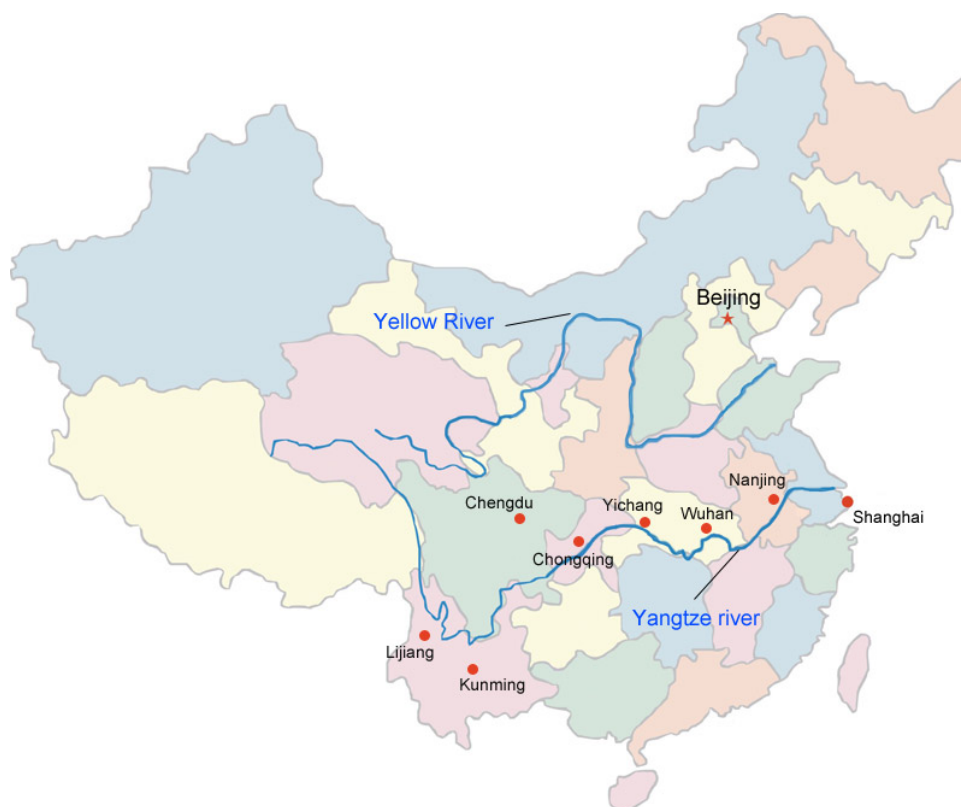 Beijing
Yellow River
Nanjing
Chengdu
Yichang
Wuhan
Shanghai
Chongqing
Yangtze river
Lijiang
Kunming